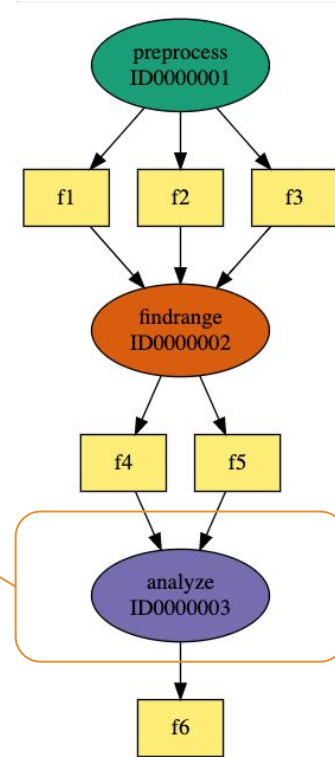 preprocess
ID0000001
f1
f2
f3
findrange
ID0000002
f4
f5
analyze
ID0000003
f6